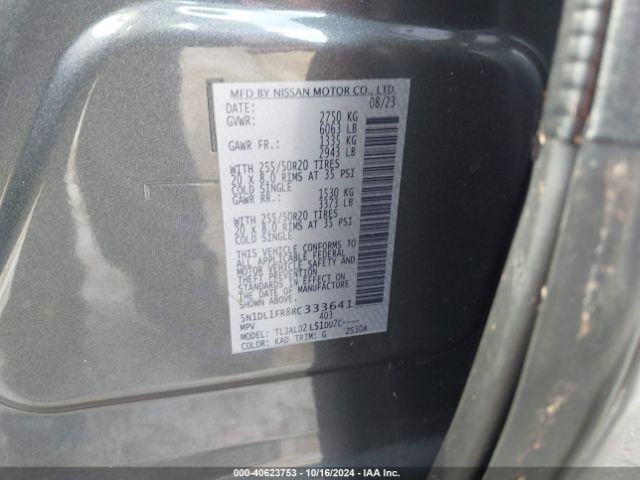 MFD BY NISSAN MOTOR CO., LTD.
DATE: 08/23
GVWR: 2750 KG
6063 LB
GAWR FR.: 1335 KG
2943 LB
WITH 255/50R20 TIRES
20 X 8.0 RIMS AT 35 PSI
COLD SINGLE
GAWR RR.: 1530 KG
3373 LB
WITH 255/50R20 TIRES
20 X 8.0 RIMS AT 35 PSI
COLD SINGLE
THIS VEHICLE CONFORMS TO
ALL APPLICABLE FEDERAL
MOTOR VEHICLE SAFETY AND
THEFT PREVENTION
STANDARDS IN EFFECT ON
THE DATE OF MANUFACTURE
SHOWN ABOVE.
5N1DL1FR8RC333641
MPV 403
MODEL: TLJALD2 LS1DU7C----
COLOR: KAD TRIM: G ZS3DA
000-40623753 - 10/16/2024 - IAA Inc.